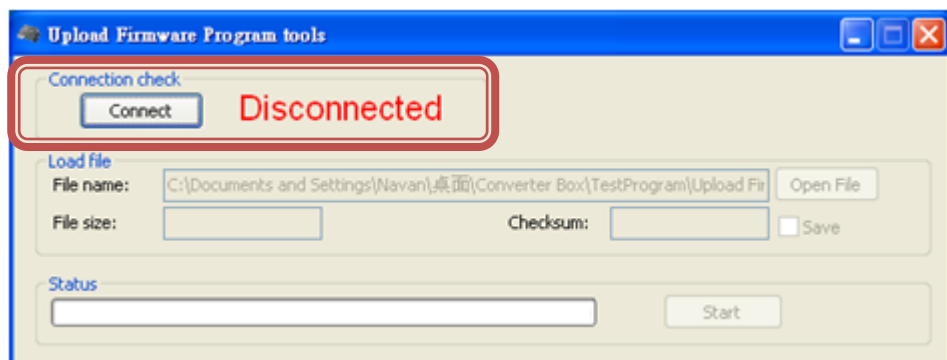 Upload Firmware Program tools
Connection check
Connect Disconnected
Load file
File name: C:\Documents and Settings\Navan\桌面\Converter Box\TestProgram\Upload Fir Open File
File size: Checksum: Save
Status
Start